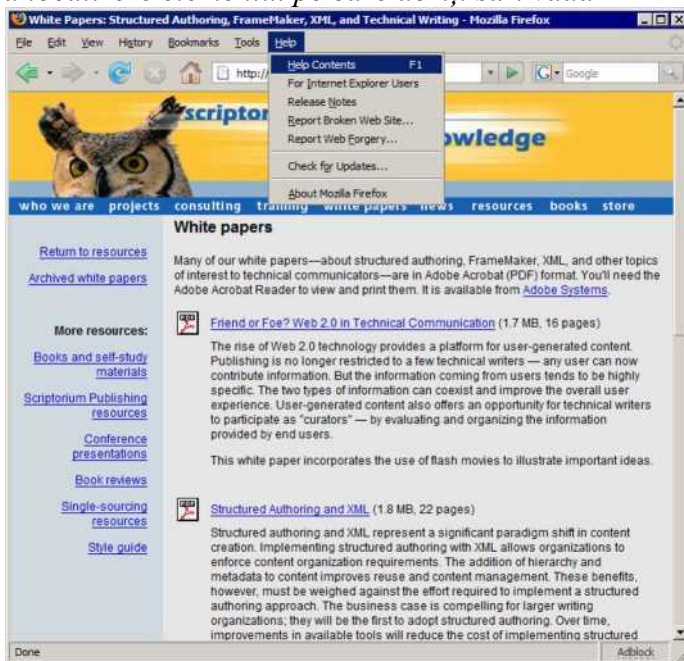 White Papers: Structured Authoring, FrameMaker, XML, and Technical Writing - Mozilla Firefox
File Edit View History Bookmarks Tools Help
Help Contents F1
http://
Google
For Internet Explorer Users
Release Notes
Report Broken Web Site...
Report Web Forgery...
Check for Updates...
About Mozilla Firefox
scriptor
owledge
who we are projects consulting training white papers news resources books store
Return to resources
Archived white papers
More resources:
Books and self-study
materials
Scriptorium Publishing
resources
Conference
presentations
Book reviews
Single-sourcing
resources
Style guide
White papers
Many of our white papers—about structured authoring, FrameMaker, XML, and other topics
of interest to technical communicators—are in Adobe Acrobat (PDF) format. You'll need the
Adobe Acrobat Reader to view and print them. It is available from Adobe Systems.
Friend or Foe? Web 2.0 in Technical Communication (1.7 MB, 16 pages)
The rise of Web 2.0 technology provides a platform for user-generated content.
Publishing is no longer restricted to a few technical writers — any user can now
contribute information. But the information coming from users tends to be highly
specific. The two types of information can coexist and improve the overall user
experience. User-generated content also offers an opportunity for technical writers
to participate as "curators" — by evaluating and organizing the information
provided by end users.
This white paper incorporates the use of flash movies to illustrate important ideas.
Structured Authoring and XML (1.8 MB, 22 pages)
Structured authoring and XML represent a significant paradigm shift in content
creation. Implementing structured authoring with XML allows organizations to
enforce content organization requirements. The addition of hierarchy and
metadata to content improves reuse and content management. These benefits,
however, must be weighed against the effort required to implement a structured
authoring approach. The business case is compelling for larger writing
organizations; they will be the first to adopt structured authoring. Over time,
improvements in available tools will reduce the cost of implementing structured
Done
Adblock